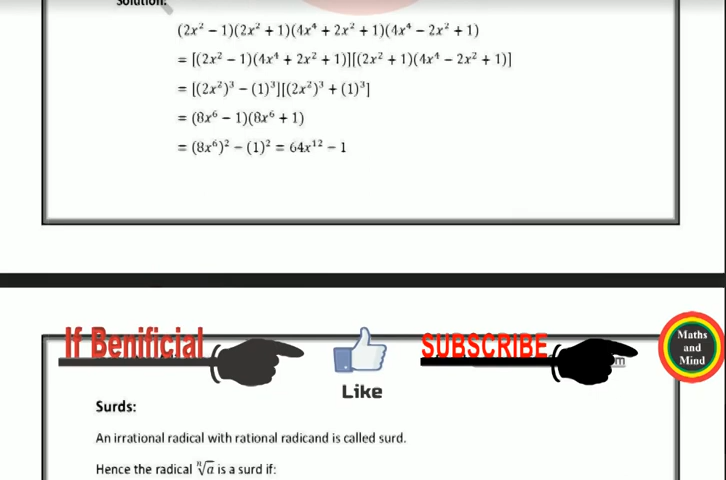 Solution:
(2x² − 1)(2x² + 1)(4x⁴ + 2x² + 1)(4x⁴ − 2x² + 1)
= [(2x² − 1)(4x⁴ + 2x² + 1)][(2x² + 1)(4x⁴ − 2x² + 1)]
= [(2x²)³ − (1)³][(2x²)³ + (1)³]
= (8x⁶ − 1)(8x⁶ + 1)
= (8x⁶)² − (1)² = 64x¹² − 1
If Benificial
SUBSCRIBE
Maths
and
Mind
Like
Surds:
An irrational radical with rational radicand is called surd.
Hence the radical ⁿ√a is a surd if: